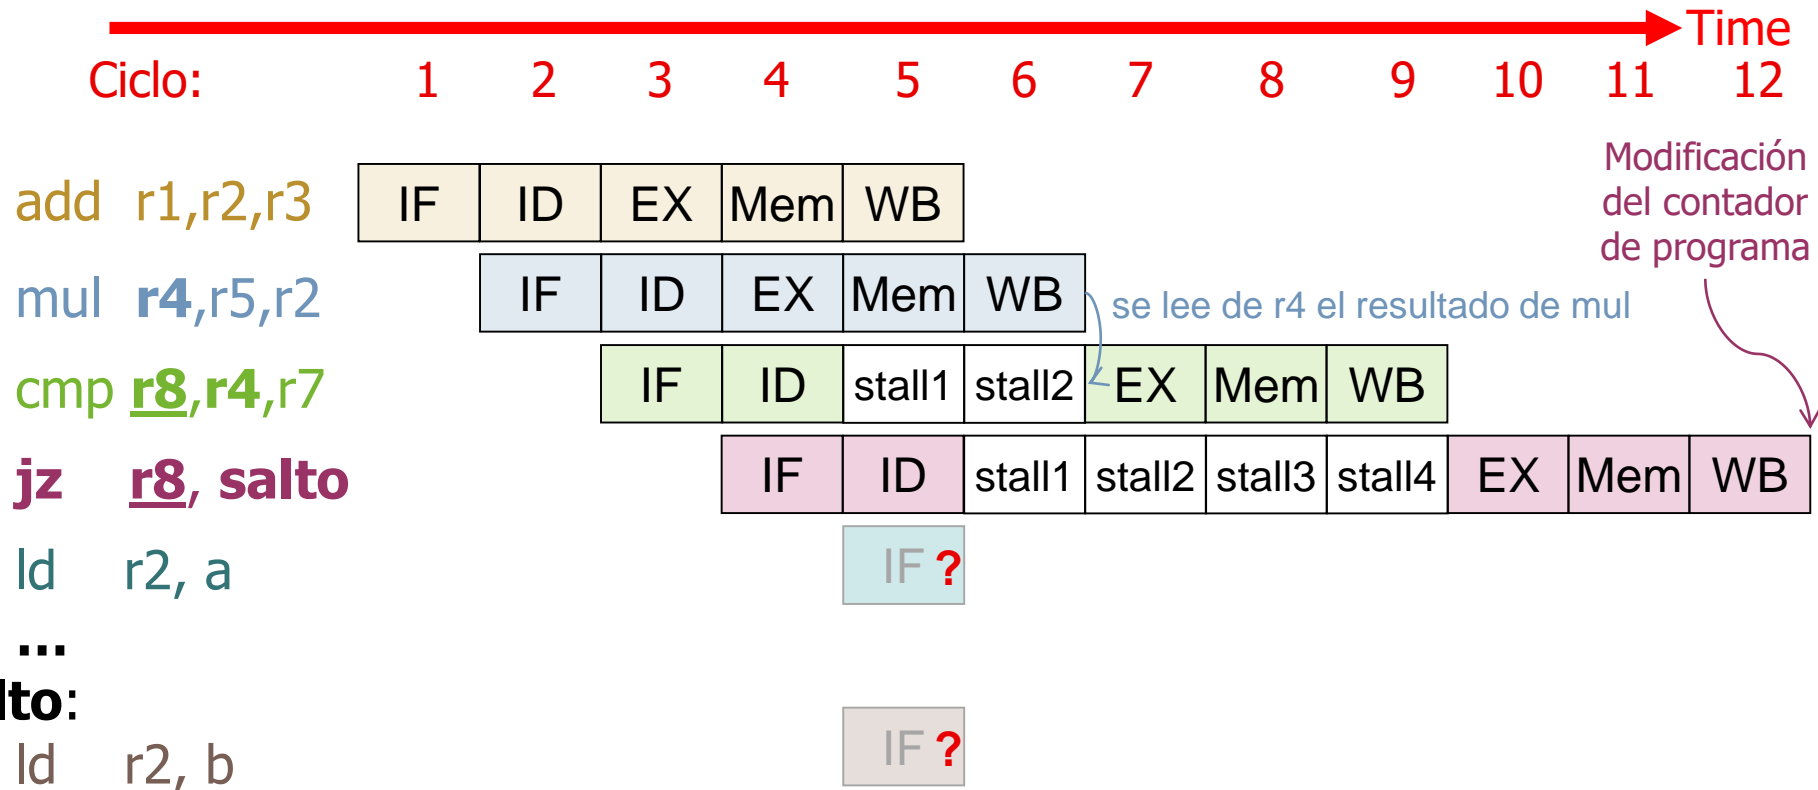 Time
Ciclo: 1 2 3 4 5 6 7 8 9 10 11 12
Modificación
del contador
de programa
add r1,r2,r3 IF ID EX Mem WB
mul r4,r5,r2 IF ID EX Mem WB se lee de r4 el resultado de mul
cmp r8,r4,r7 IF ID stall1 stall2 EX Mem WB
jz r8, salto IF ID stall1 stall2 stall3 stall4 EX Mem WB
ld r2, a IF ?
...
lto:
ld r2, b IF ?